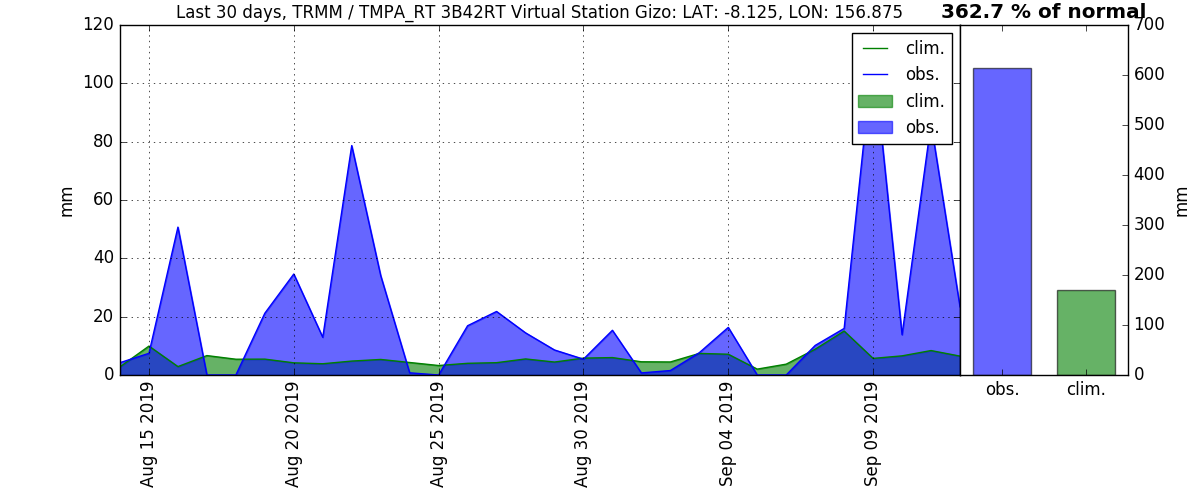 Last 30 days, TRMM / TMPA_RT 3B42RT Virtual Station Gizo: LAT: -8.125, LON: 156.875
362.7 % of normal
120
100
80
60
40
20
0
mm
clim.
obs.
clim.
obs.
700
600
500
400
300
200
100
0
mm
Aug 15 2019
Aug 20 2019
Aug 25 2019
Aug 30 2019
Sep 04 2019
Sep 09 2019
obs.
clim.